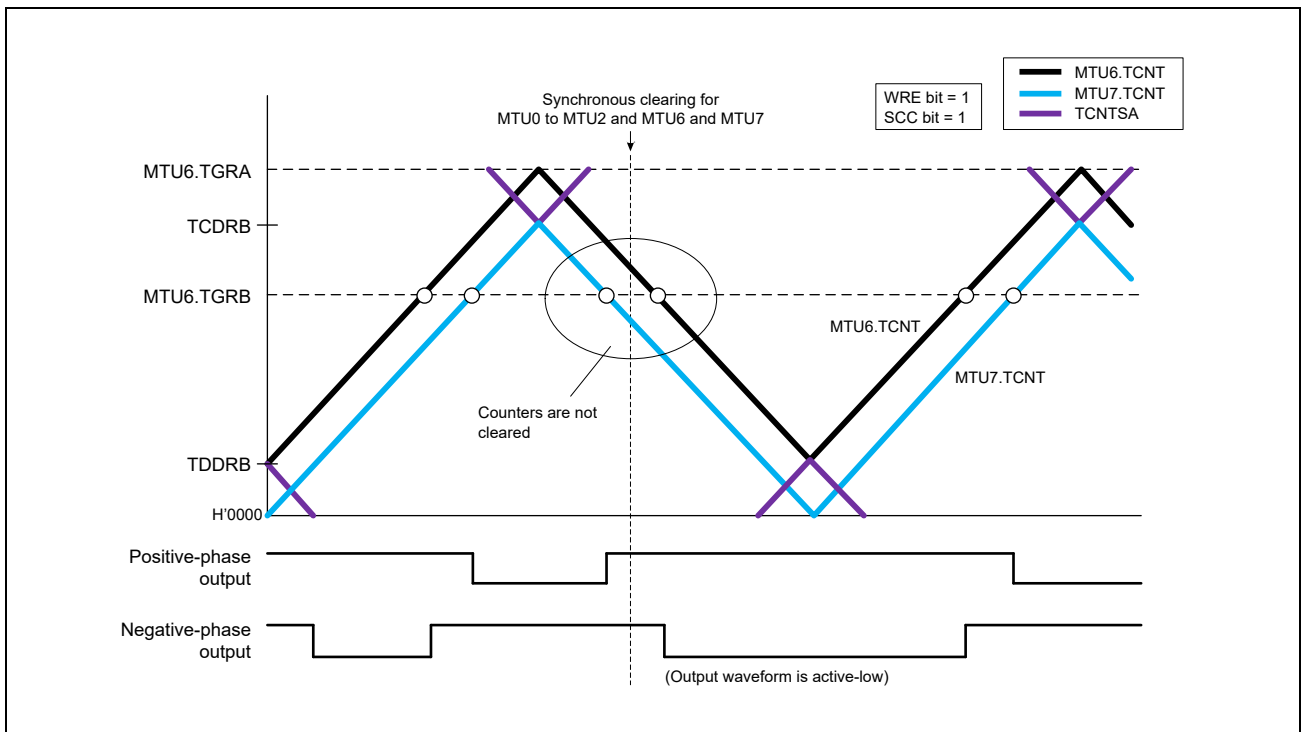 MTU6.TCNT
MTU7.TCNT
TCNTSA
WRE bit = 1
SCC bit = 1
Synchronous clearing for
MTU0 to MTU2 and MTU6 and MTU7
MTU6.TGRA
TCDRB
MTU6.TGRB
MTU6.TCNT
MTU7.TCNT
Counters are not
cleared
TDDRB
H'0000
Positive-phase
output
Negative-phase
output
(Output waveform is active-low)